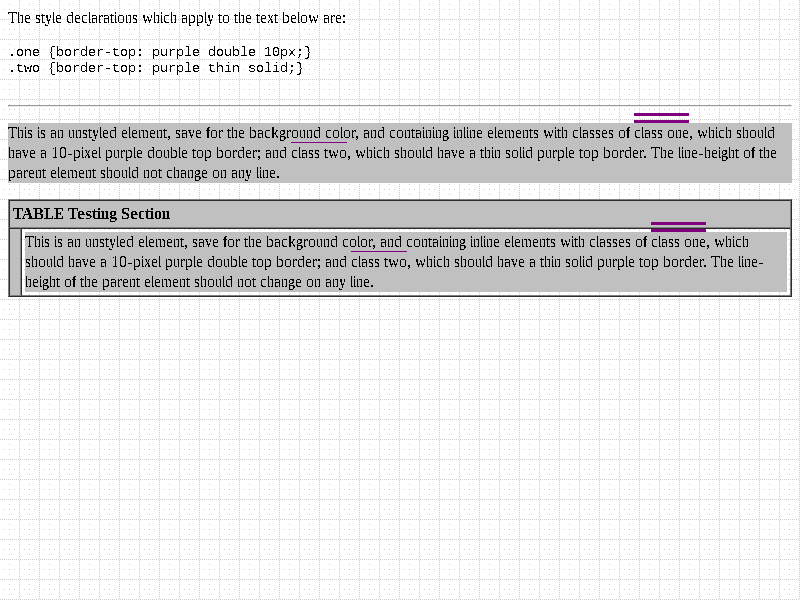 The style declarations which apply to the text below are:
.one {border-top: purple double 10px;}
.two {border-top: purple thin solid;}
This is an unstyled element, save for the background color, and containing inline elements with classes of class one, which should
have a 10-pixel purple double top border; and class two, which should have a thin solid purple top border. The line-height of the
parent element should not change on any line.
TABLE Testing Section
This is an unstyled element, save for the background color, and containing inline elements with classes of class one, which
should have a 10-pixel purple double top border; and class two, which should have a thin solid purple top border. The line-
height of the parent element should not change on any line.